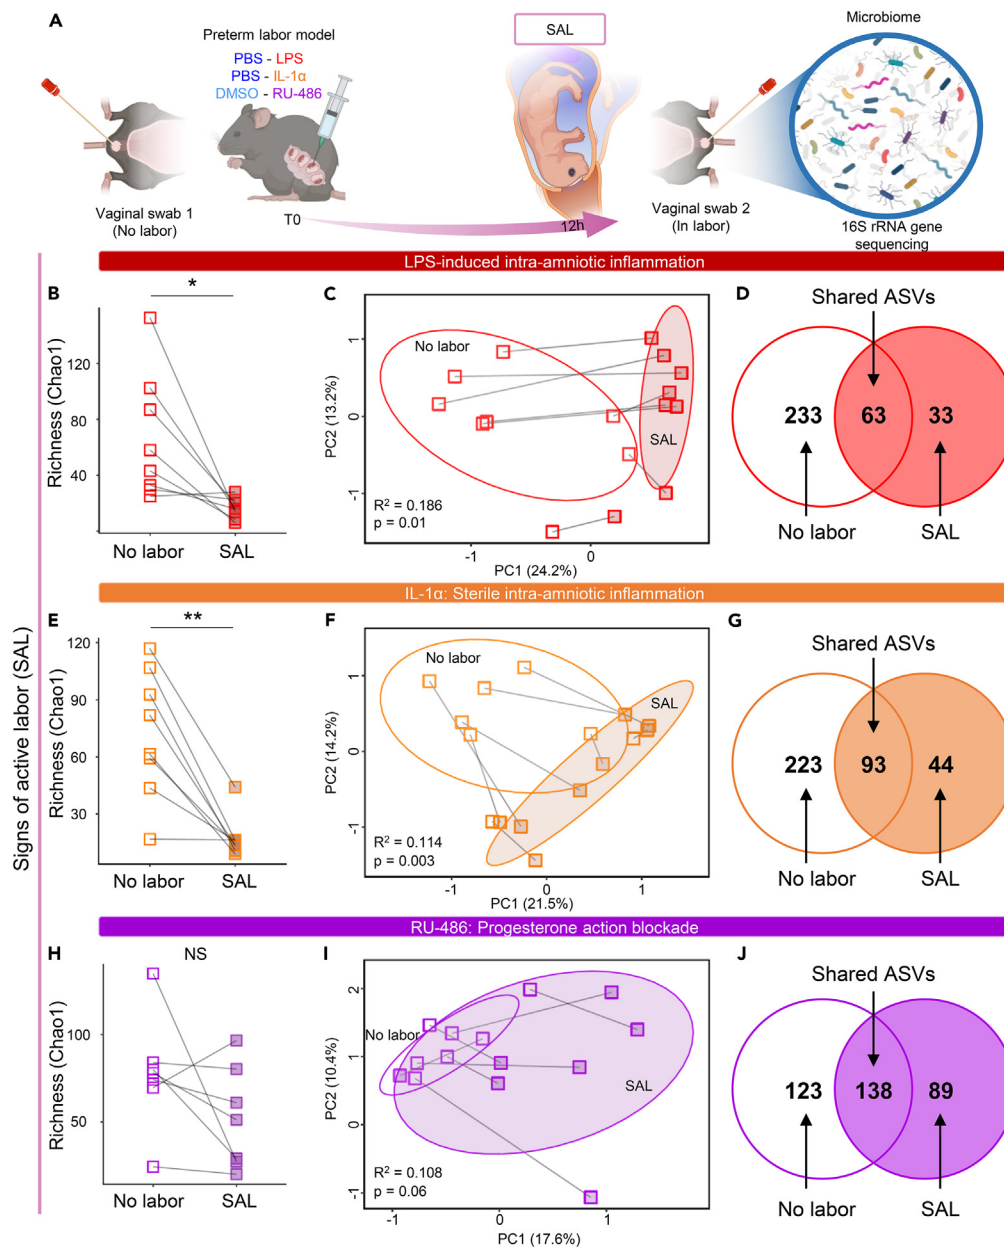 A
Preterm labor model
PBS - LPS
PBS - IL-1α
DMSO - RU-486
SAL
Microbiome
Vaginal swab 1
(No labor)
T0
12h
Vaginal swab 2
(In labor)
16S rRNA gene
sequencing
Signs of active labor (SAL)
LPS-induced intra-amniotic inflammation
B
*
Richness (Chao1)
120
80
40
No labor
SAL
C
No labor
SAL
PC2 (13.2%)
1
0
-1
R² = 0.186
p = 0.01
-1
0
PC1 (24.2%)
D
Shared ASVs
233
63
33
No labor
SAL
IL-1α: Sterile intra-amniotic inflammation
E
**
Richness (Chao1)
120
90
60
30
No labor
SAL
F
No labor
SAL
PC2 (14.2%)
1
0
-1
R² = 0.114
p = 0.003
-1
0
1
PC1 (21.5%)
G
Shared ASVs
223
93
44
No labor
SAL
RU-486: Progesterone action blockade
H
NS
Richness (Chao1)
100
50
No labor
SAL
I
No labor
SAL
PC2 (10.4%)
2
1
0
-1
R² = 0.108
p = 0.06
-1
0
1
PC1 (17.6%)
J
Shared ASVs
123
138
89
No labor
SAL